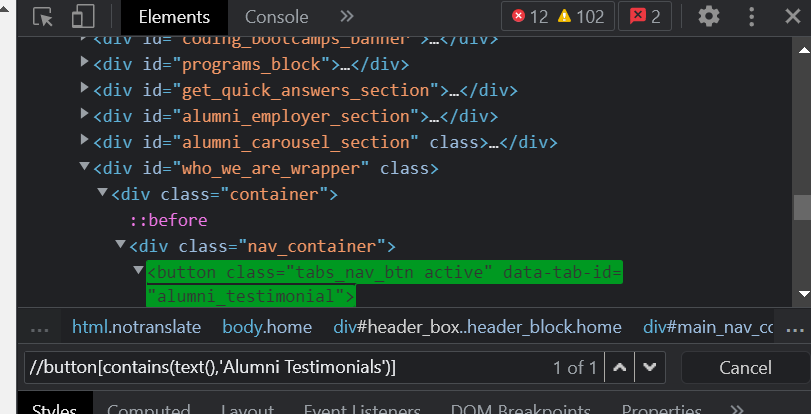 Elements Console 12 102 2
<div id="coding_bootcamps_banner">…</div>
<div id="programs_block">…</div>
<div id="get_quick_answers_section">…</div>
<div id="alumni_employer_section">…</div>
<div id="alumni_carousel_section" class>…</div>
<div id="who_we_are_wrapper" class>
<div class="container">
::before
<div class="nav_container">
<button class="tabs_nav_btn active" data-tab-id=
"alumni_testimonial">
... html.notranslate body.home div#header_box..header_block.home div#main_nav_co ...
//button[contains(text(),'Alumni Testimonials')] 1 of 1 Cancel
Styles Computed Layout Event Listeners DOM Breakpoints Properties